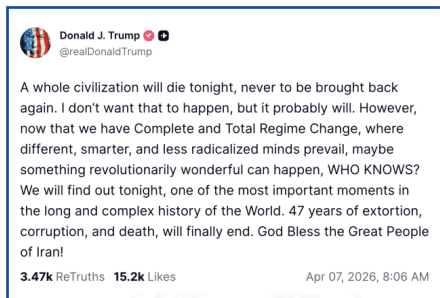 Donald J. Trump
@realDonaldTrump
A whole civilization will die tonight, never to be brought back
again. I don’t want that to happen, but it probably will. However,
now that we have Complete and Total Regime Change, where
different, smarter, and less radicalized minds prevail, maybe
something revolutionarily wonderful can happen, WHO KNOWS?
We will find out tonight, one of the most important moments in
the long and complex history of the World. 47 years of extortion,
corruption, and death, will finally end. God Bless the Great People
of Iran!
3.47k ReTruths 15.2k Likes Apr 07, 2026, 8:06 AM